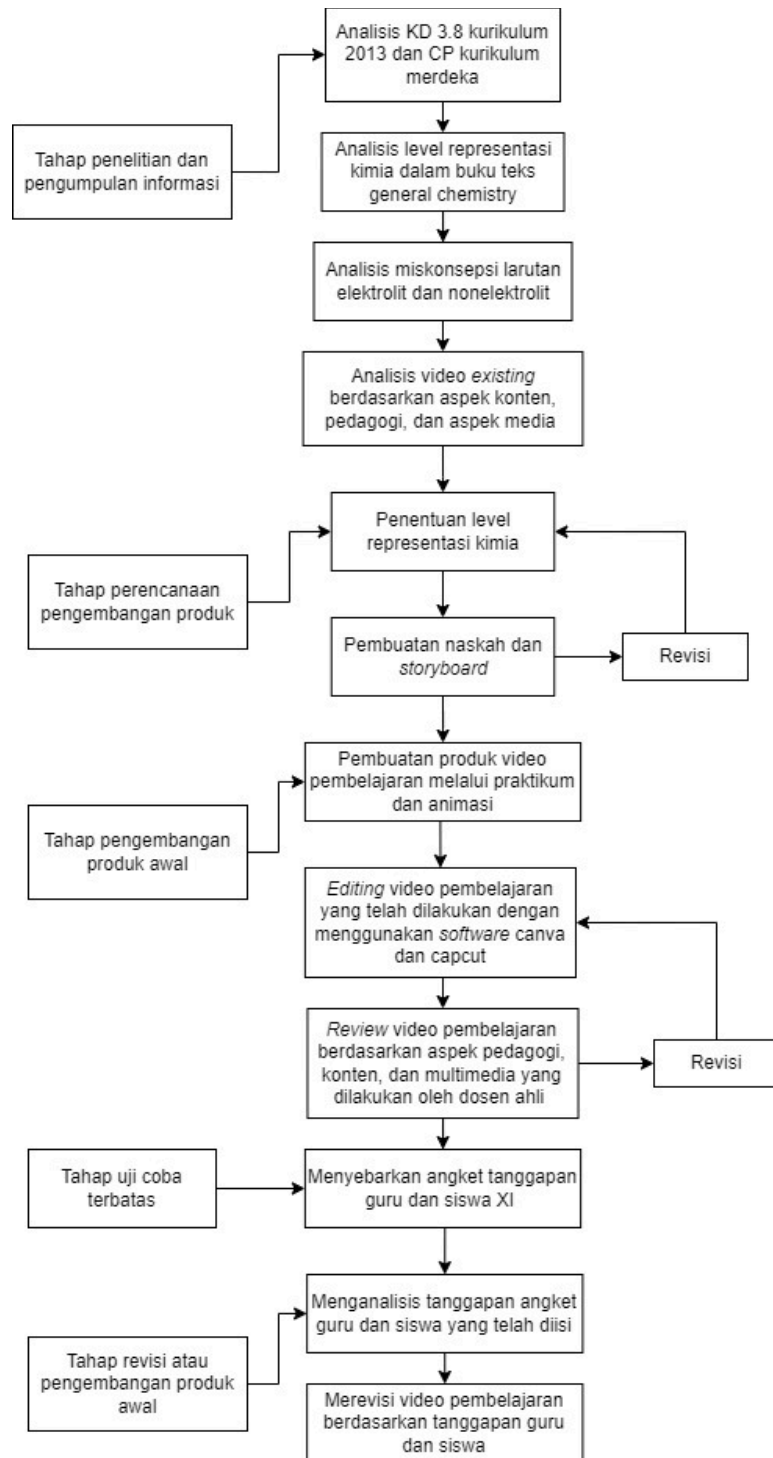 Analisis KD 3.8 kurikulum
2013 dan CP kurikulum
merdeka
Tahap penelitian dan
pengumpulan informasi
Analisis level representasi
kimia dalam buku teks
general chemistry
Analisis miskonsepsi larutan
elektrolit dan nonelektrolit
Analisis video existing
berdasarkan aspek konten,
pedagogi, dan aspek media
Penentuan level
representasi kimia
Tahap perencanaan
pengembangan produk
Pembuatan naskah dan
storyboard
Revisi
Pembuatan produk video
pembelajaran melalui praktikum
dan animasi
Tahap pengembangan
produk awal
Editing video pembelajaran
yang telah dilakukan dengan
menggunakan software canva
dan capcut
Review video pembelajaran
berdasarkan aspek pedagogi,
konten, dan multimedia yang
dilakukan oleh dosen ahli
Revisi
Tahap uji coba
terbatas
Menyebarkan angket tanggapan
guru dan siswa XI
Menganalisis tanggapan angket
guru dan siswa yang telah diisi
Tahap revisi atau
pengembangan produk
awal
Merevisi video pembelajaran
berdasarkan tanggapan guru
dan siswa